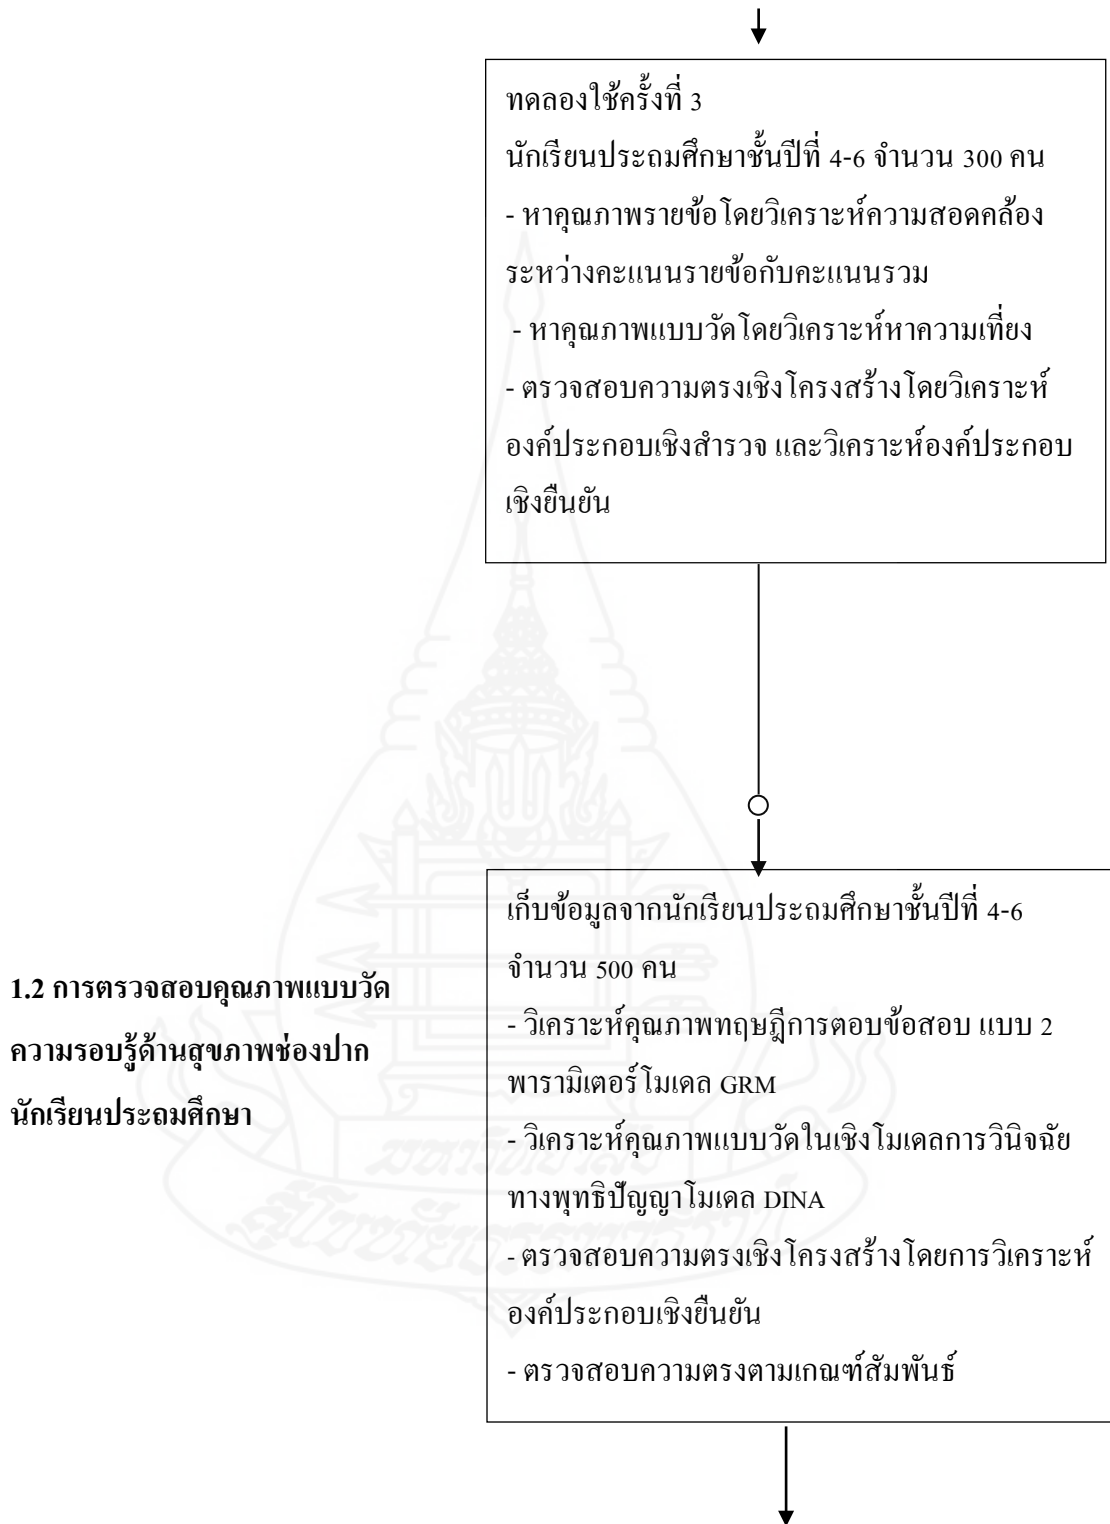 ทดลองใช้ครั้งที่ 3
นักเรียนประถมศึกษาชั้นปีที่ 4-6 จำนวน 300 คน
- หาคุณภาพรายข้อโดยวิเคราะห์ความสอดคล้อง
ระหว่างคะแนนรายข้อกับคะแนนรวม
- หาคุณภาพแบบวัดโดยวิเคราะห์หาความเที่ยง
- ตรวจสอบความตรงเชิงโครงสร้างโดยวิเคราะห์
องค์ประกอบเชิงสำรวจ และวิเคราะห์องค์ประกอบ
เชิงยืนยัน
1.2 การตรวจสอบคุณภาพแบบวัด
ความรอบรู้ด้านสุขภาพช่องปาก
นักเรียนประถมศึกษา
เก็บข้อมูลจากนักเรียนประถมศึกษาชั้นปีที่ 4-6
จำนวน 500 คน
- วิเคราะห์คุณภาพทฤษฎีการตอบข้อสอบ แบบ 2
พารามิเตอร์โมเดล GRM
- วิเคราะห์คุณภาพแบบวัดในเชิงโมเดลการวินิจฉัย
ทางพุทธิปัญญาโมเดล DINA
- ตรวจสอบความตรงเชิงโครงสร้างโดยการวิเคราะห์
องค์ประกอบเชิงยืนยัน
- ตรวจสอบความตรงตามเกณฑ์สัมพันธ์
มหาวิทยาลัย
สุโขทัยธรรมาธิราช